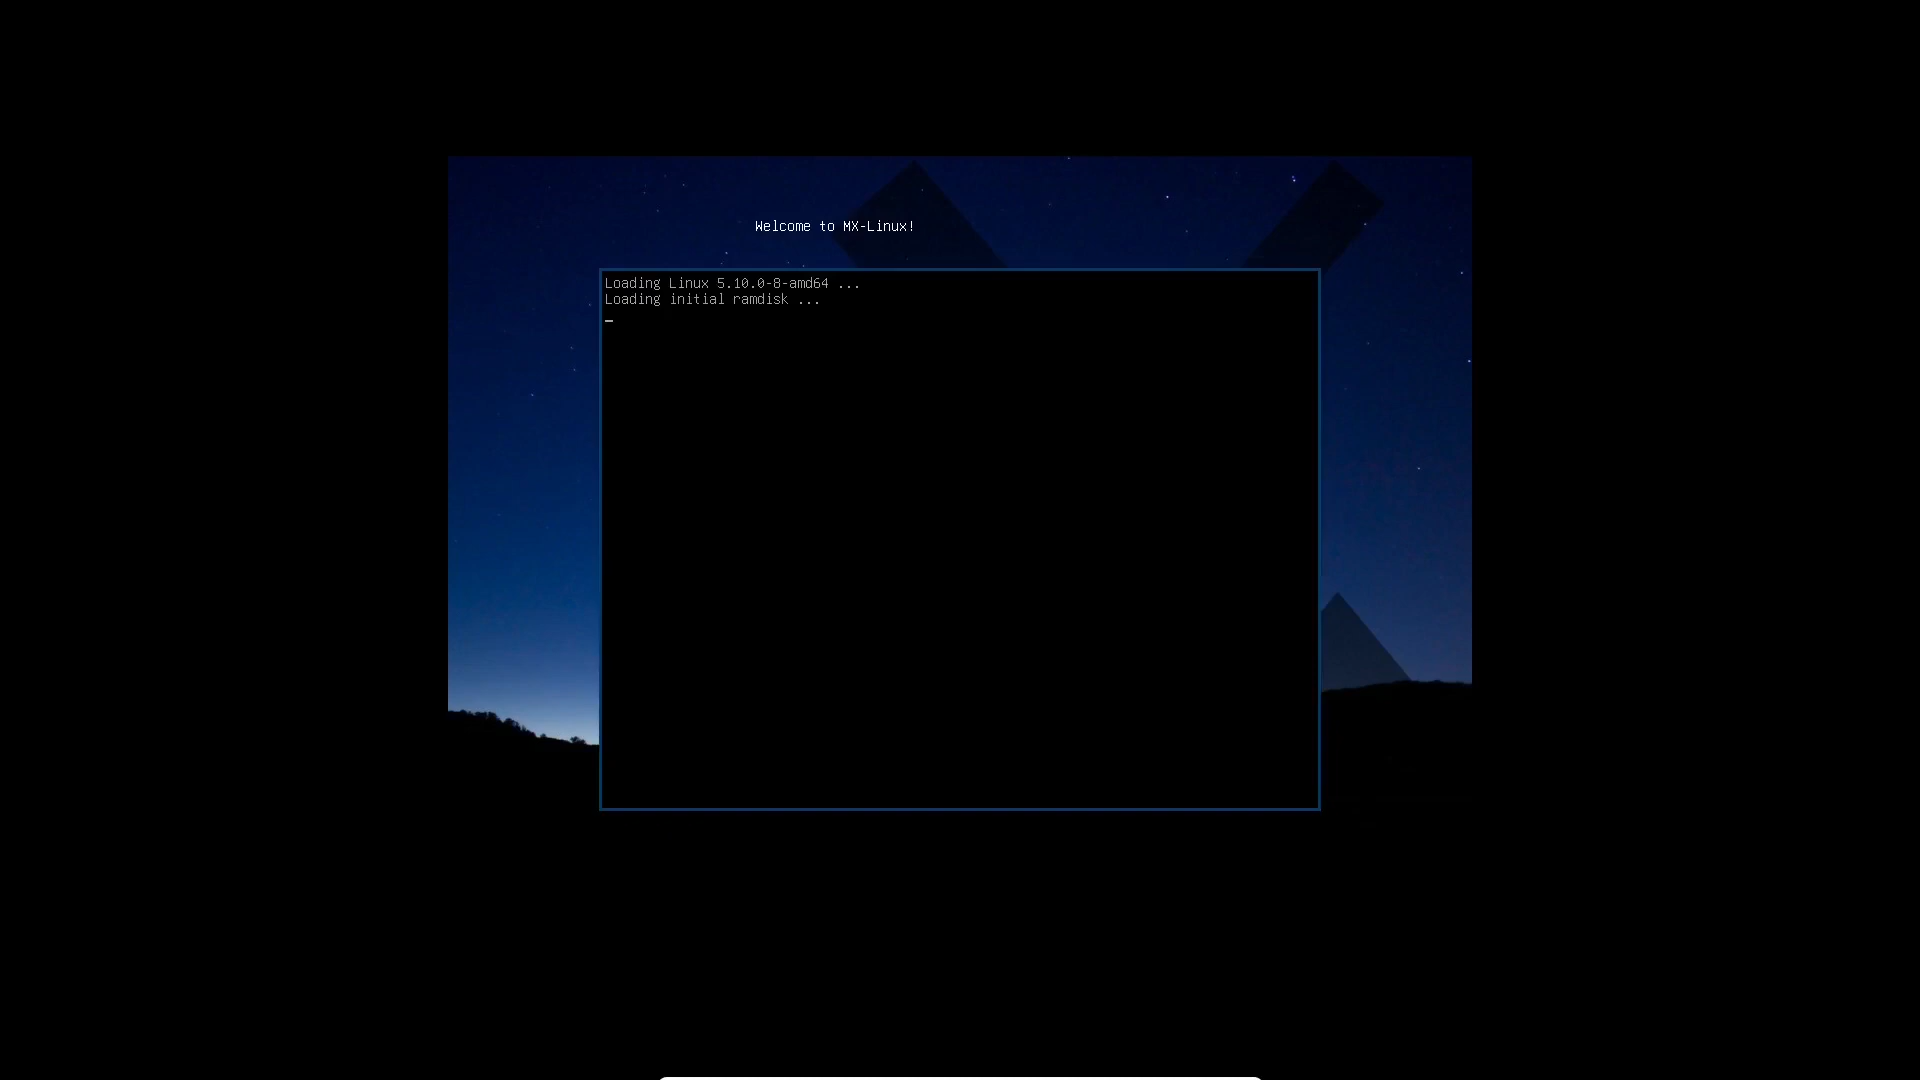 Welcome to MX-Linux!
Loading Linux 5.10.0-8-amd64 ...
Loading initial ramdisk ...